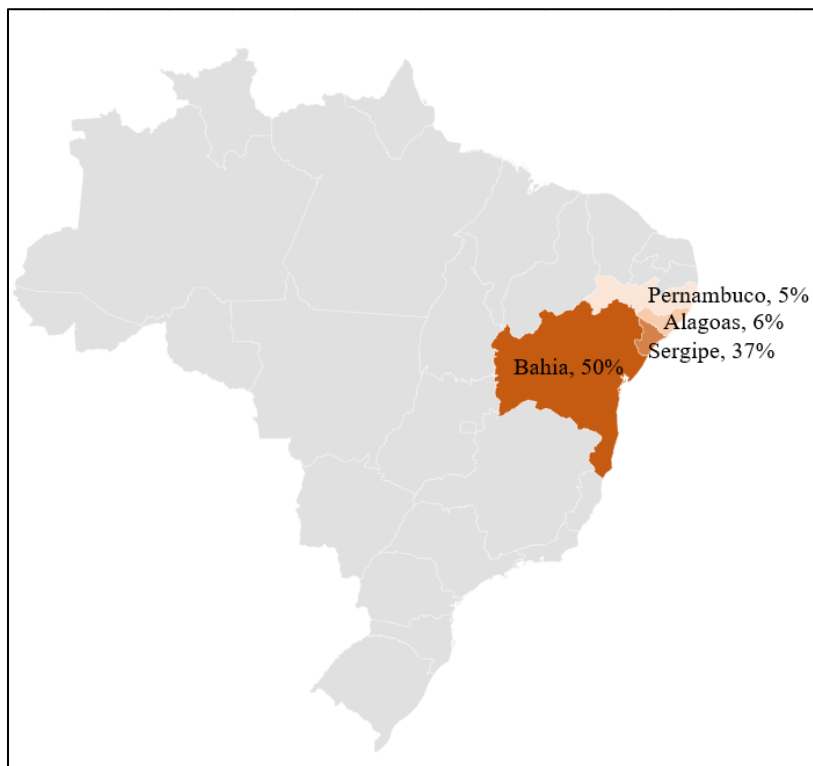 Pernambuco, 5%
Alagoas, 6%
Sergipe, 37%
Bahia, 50%